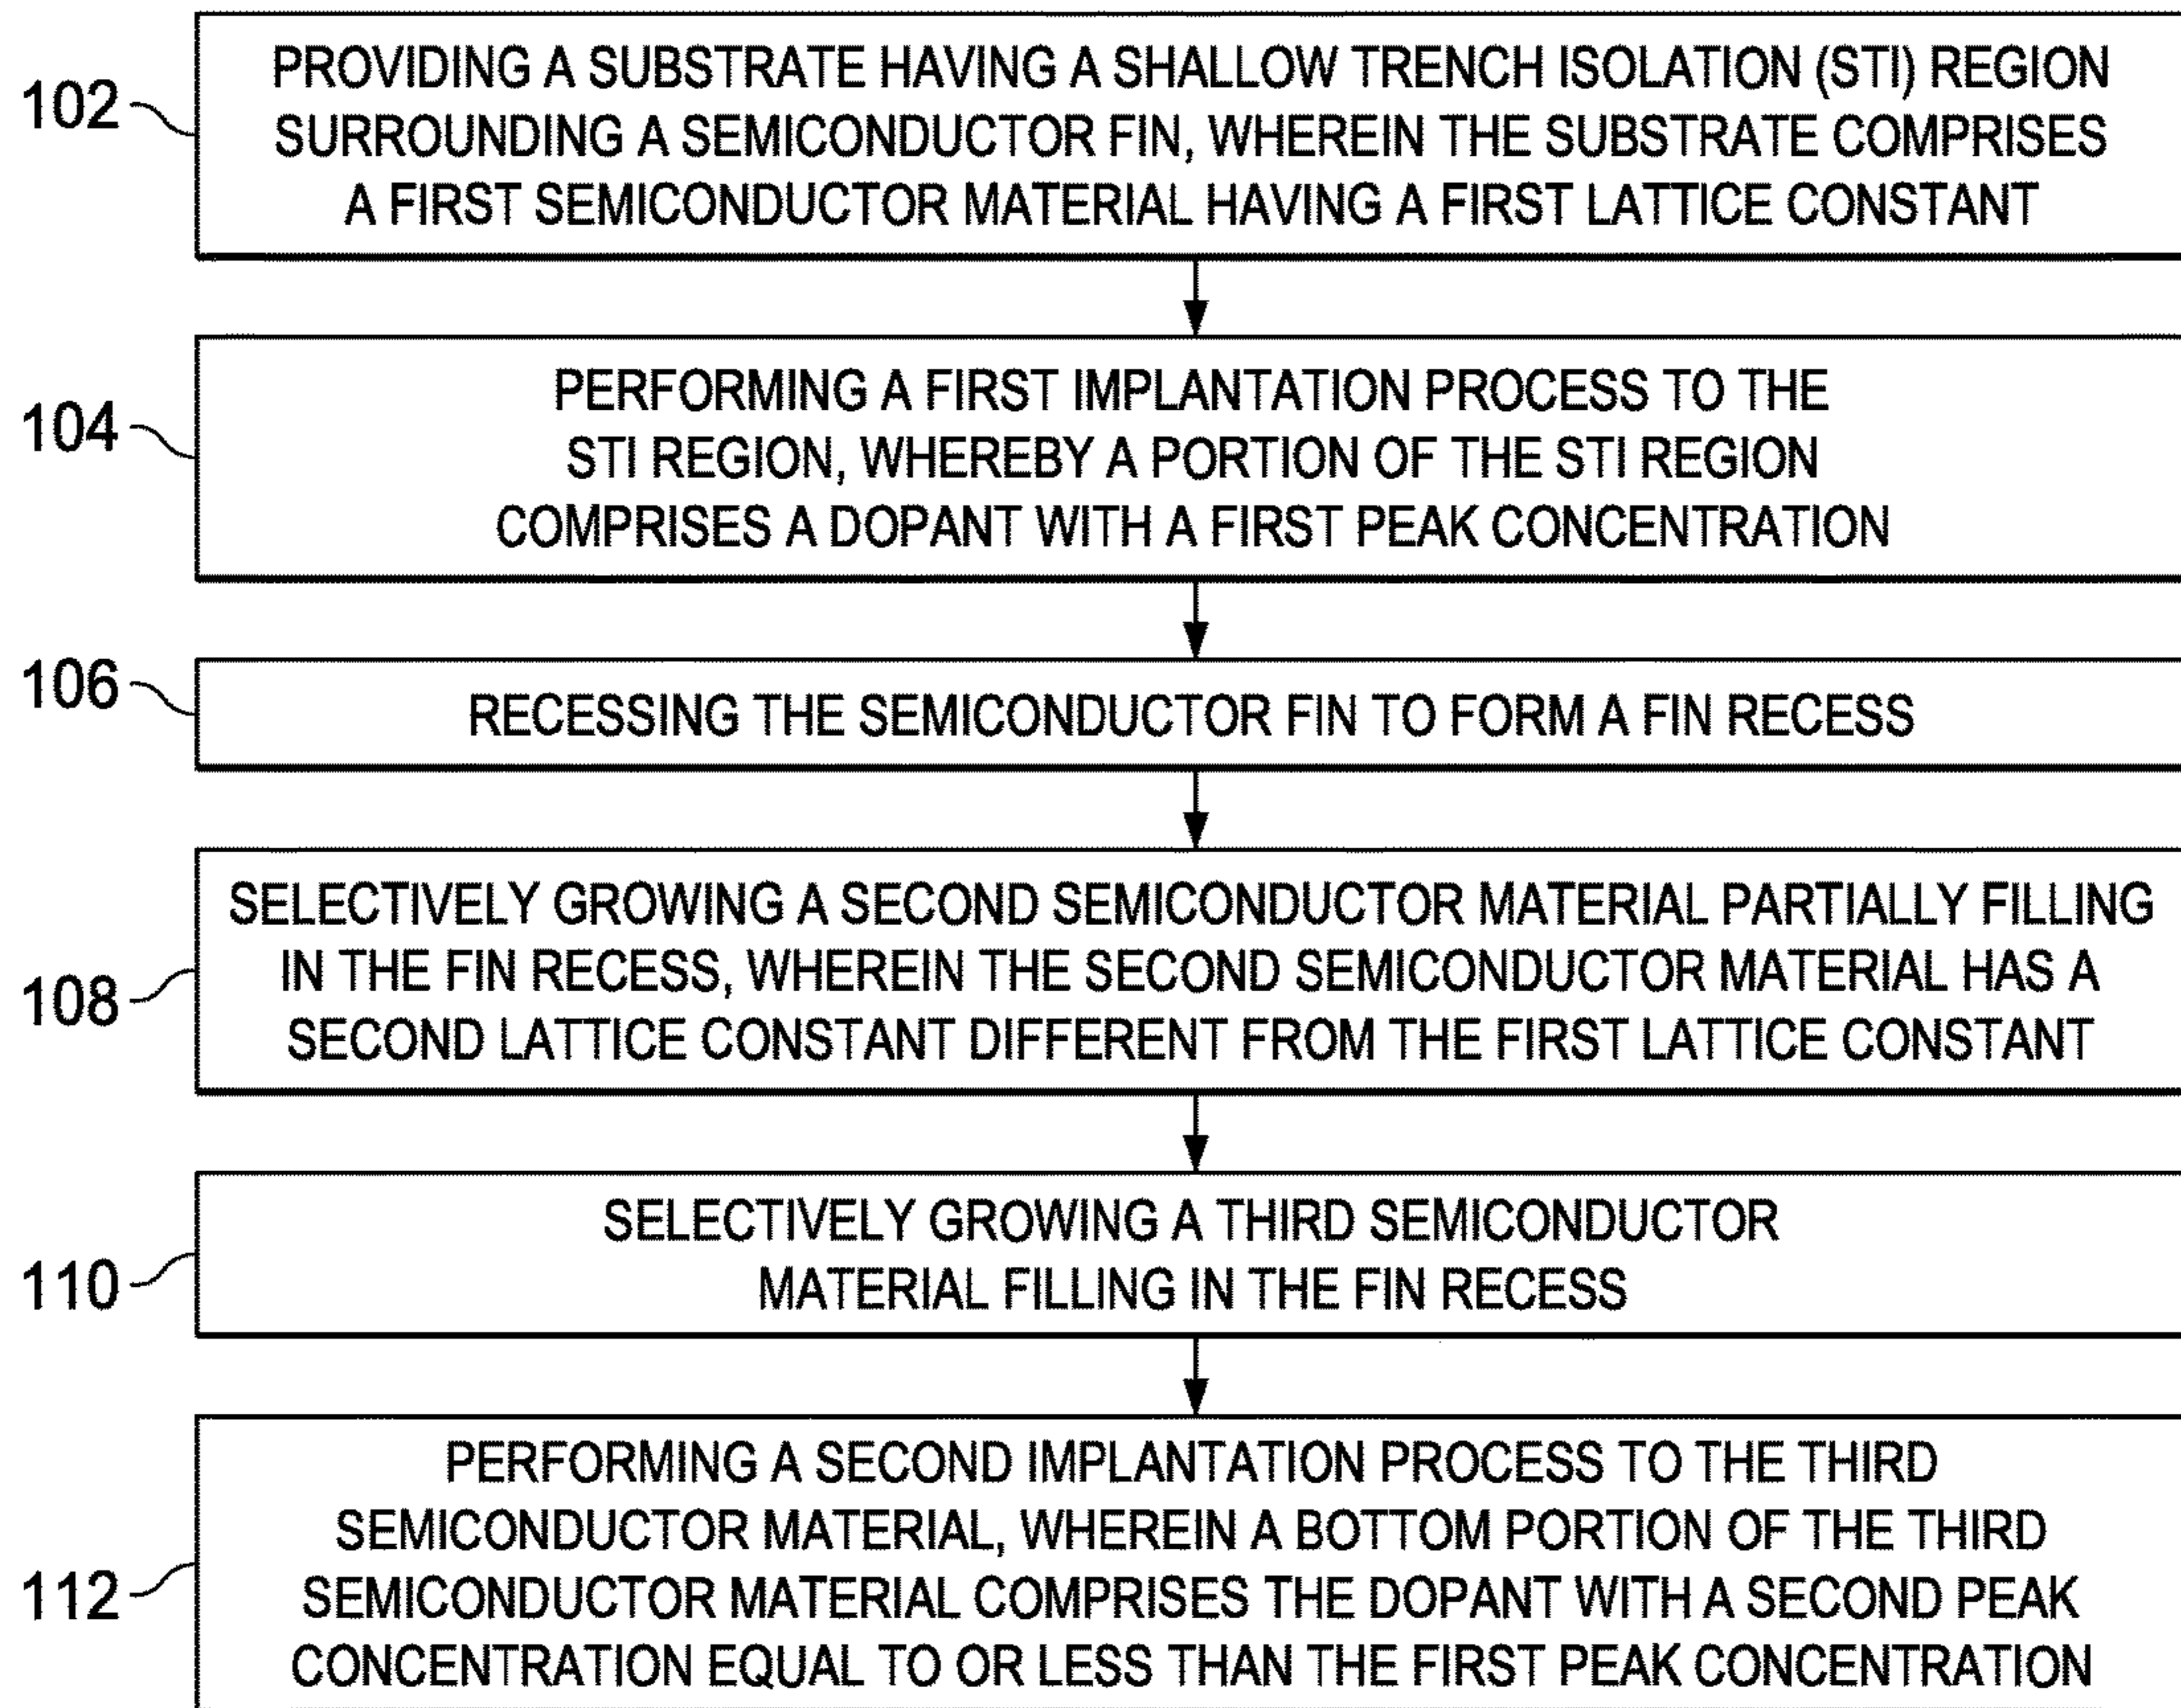 102
PROVIDING A SUBSTRATE HAVING A SHALLOW TRENCH ISOLATION (STI) REGION
SURROUNDING A SEMICONDUCTOR FIN, WHEREIN THE SUBSTRATE COMPRISES
A FIRST SEMICONDUCTOR MATERIAL HAVING A FIRST LATTICE CONSTANT
104
PERFORMING A FIRST IMPLANTATION PROCESS TO THE
STI REGION, WHEREBY A PORTION OF THE STI REGION
COMPRISES A DOPANT WITH A FIRST PEAK CONCENTRATION
106
RECESSING THE SEMICONDUCTOR FIN TO FORM A FIN RECESS
108
SELECTIVELY GROWING A SECOND SEMICONDUCTOR MATERIAL PARTIALLY FILLING
IN THE FIN RECESS, WHEREIN THE SECOND SEMICONDUCTOR MATERIAL HAS A
SECOND LATTICE CONSTANT DIFFERENT FROM THE FIRST LATTICE CONSTANT
110
SELECTIVELY GROWING A THIRD SEMICONDUCTOR
MATERIAL FILLING IN THE FIN RECESS
112
PERFORMING A SECOND IMPLANTATION PROCESS TO THE THIRD
SEMICONDUCTOR MATERIAL, WHEREIN A BOTTOM PORTION OF THE THIRD
SEMICONDUCTOR MATERIAL COMPRISES THE DOPANT WITH A SECOND PEAK
CONCENTRATION EQUAL TO OR LESS THAN THE FIRST PEAK CONCENTRATION